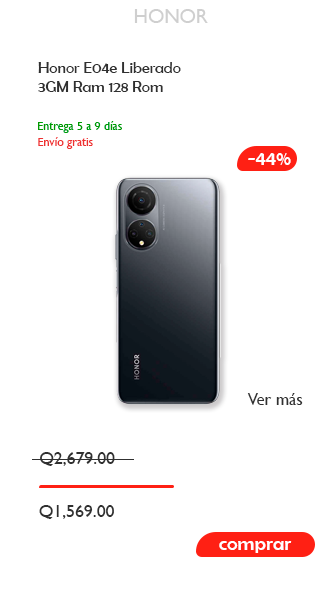 HONOR
Honor E04e Liberado
3GM Ram 128 Rom
Entrega 5 a 9 días
Envío gratis
-44%
HONOR
Ver más
Q2,679.00
Q1,569.00
comprar